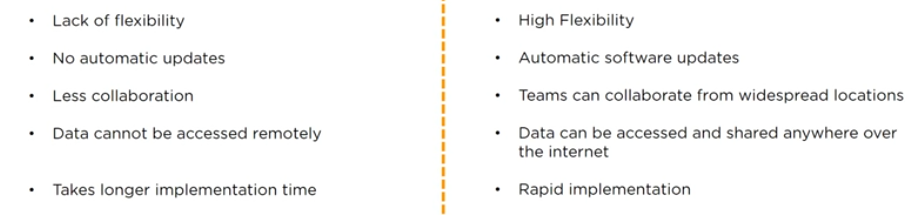 • Lack of flexibility
• No automatic updates
• Less collaboration
• Data cannot be accessed remotely
• Takes longer implementation time
• High Flexibility
• Automatic software updates
• Teams can collaborate from widespread locations
• Data can be accessed and shared anywhere over
the internet
• Rapid implementation